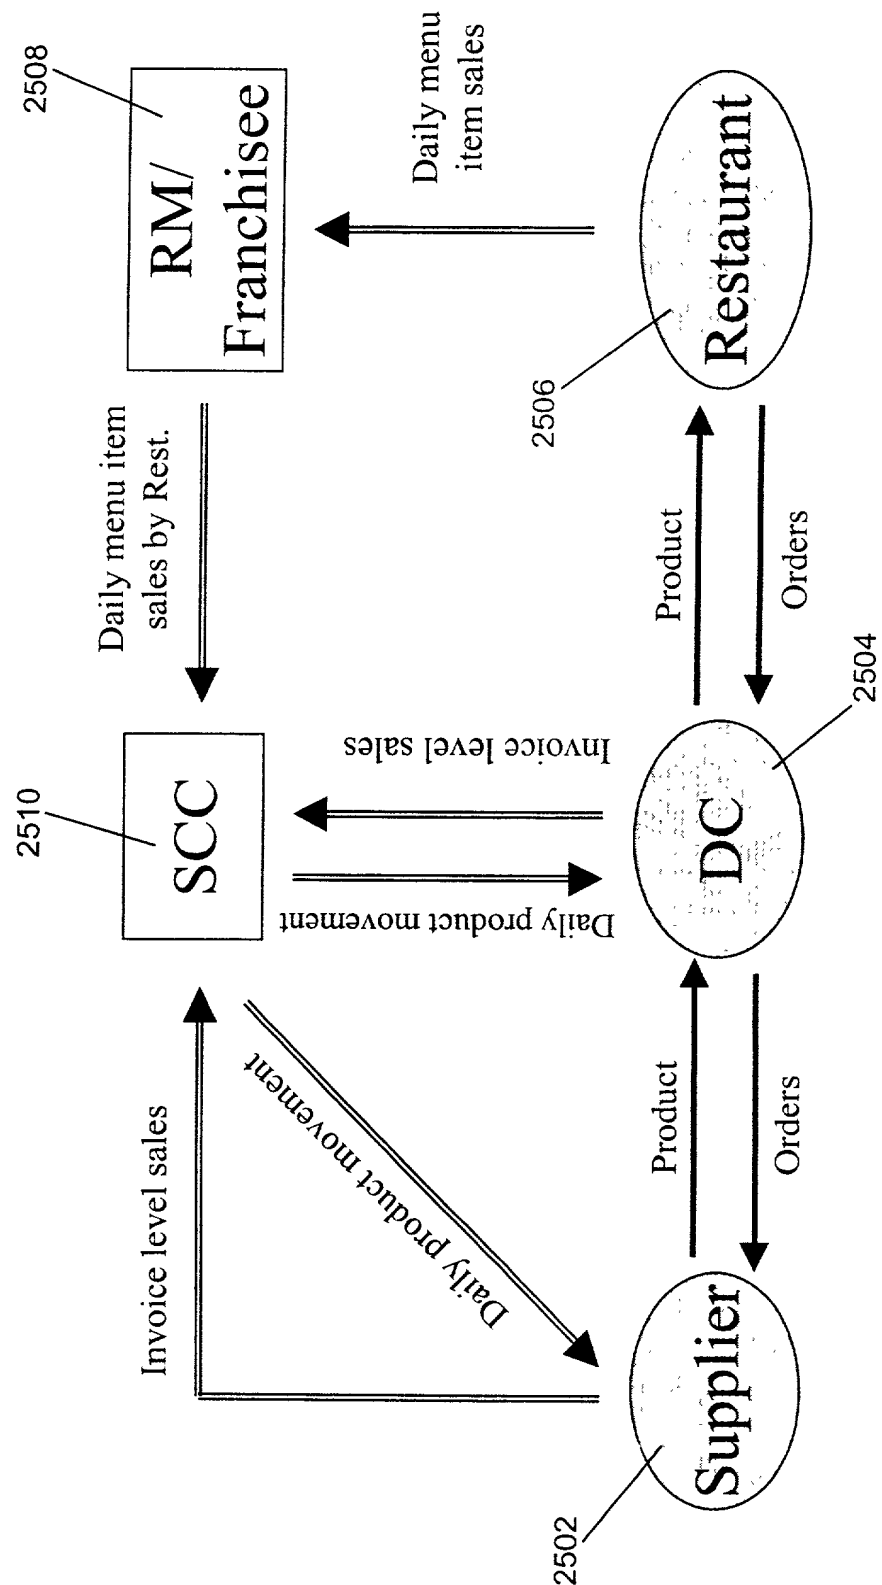 2510
2508
Invoice level sales
SCC
Daily menu item
sales by Rest.
RM/
Franchisee
Daily product movement
Daily product movement
Invoice level sales
Daily menu
item sales
2502
2506
Supplier
Product
Orders
DC
Product
Orders
Restaurant
2504